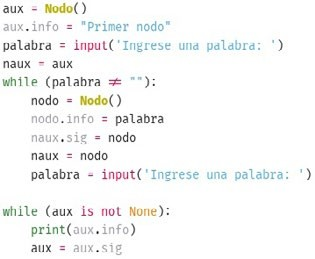 aux = Nodo()
aux.info = "Primer nodo"
palabra = input('Ingrese una palabra: ')
naux = aux
while (palabra ≠ ""):
    nodo = Nodo()
    nodo.info = palabra
    naux.sig = nodo
    naux = nodo
    palabra = input('Ingrese una palabra: ')
while (aux is not None):
    print(aux.info)
    aux = aux.sig